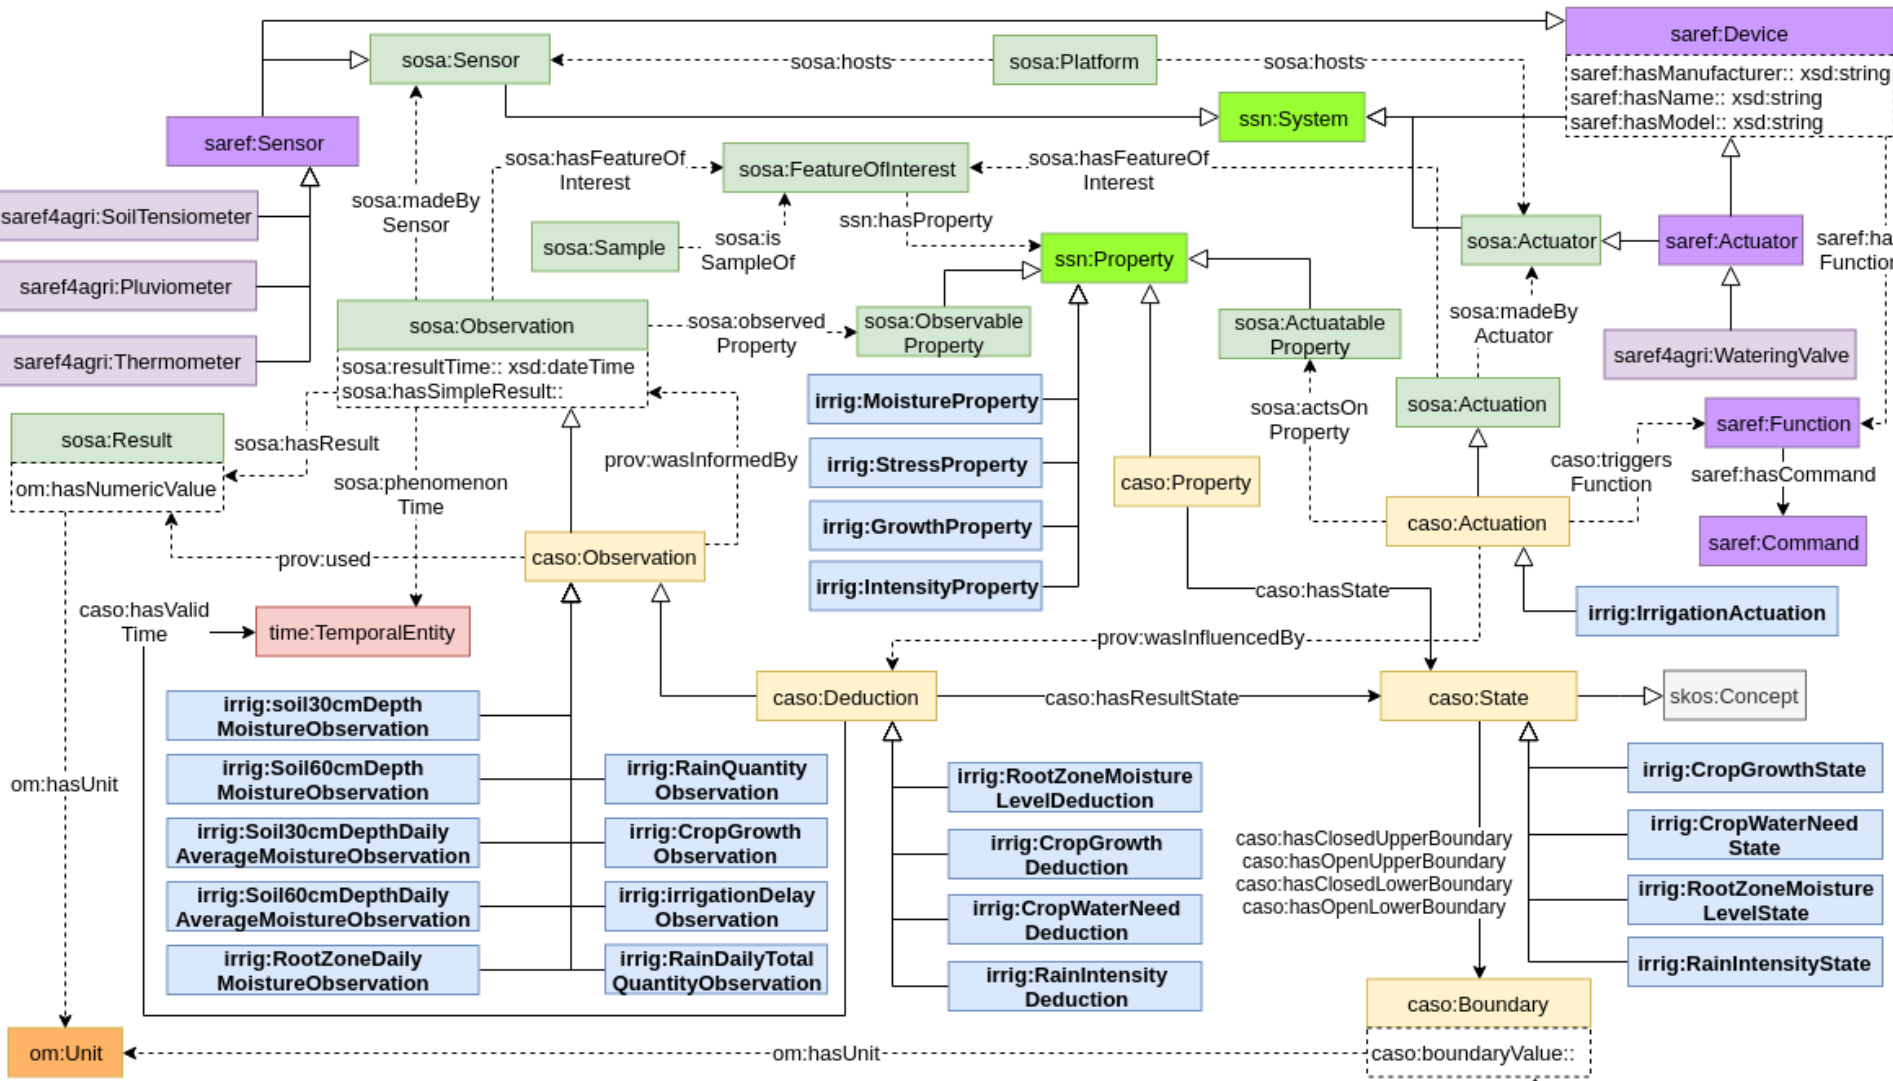 saref:Device
saref:hasManufacturer:: xsd:string
saref:hasName:: xsd:string
saref:hasModel:: xsd:string
sosa:Sensor
sosa:hosts
sosa:Platform
sosa:hosts
ssn:System
saref:Sensor
sosa:hasFeatureOf
Interest
sosa:FeatureOfInterest
sosa:hasFeatureOf
Interest
sosa:madeBy
Sensor
saref4agri:SoilTensiometer
ssn:hasProperty
sosa:Sample
sosa:is
SampleOf
ssn:Property
sosa:Actuator
saref:Actuator
saref:ha
Function
saref4agri:Pluviometer
sosa:Observation
sosa:resultTime:: xsd:dateTime
sosa:hasSimpleResult::
sosa:observed
Property
sosa:Observable
Property
sosa:Actuatable
Property
sosa:madeBy
Actuator
saref4agri:WateringValve
saref4agri:Thermometer
irrig:MoistureProperty
sosa:actsOn
Property
sosa:Actuation
saref:Function
sosa:Result
om:hasNumericValue
sosa:hasResult
prov:wasInformedBy
irrig:StressProperty
caso:Property
caso:triggers
Function
saref:hasCommand
sosa:phenomenon
Time
irrig:GrowthProperty
caso:Actuation
saref:Command
prov:used
caso:Observation
irrig:IntensityProperty
caso:hasState
irrig:IrrigationActuation
caso:hasValid
Time
time:TemporalEntity
prov:wasInfluencedBy
caso:Deduction
caso:hasResultState
caso:State
skos:Concept
irrig:soil30cmDepth
MoistureObservation
irrig:Soil60cmDepth
MoistureObservation
irrig:RainQuantity
Observation
irrig:RootZoneMoisture
LevelDeduction
irrig:CropGrowthState
om:hasUnit
irrig:Soil30cmDepthDaily
AverageMoistureObservation
irrig:CropGrowth
Observation
irrig:CropGrowth
Deduction
caso:hasClosedUpperBoundary
caso:hasOpenUpperBoundary
caso:hasClosedLowerBoundary
caso:hasOpenLowerBoundary
irrig:CropWaterNeed
State
irrig:Soil60cmDepthDaily
AverageMoistureObservation
irrig:irrigationDelay
Observation
irrig:CropWaterNeed
Deduction
irrig:RootZoneMoisture
LevelState
irrig:RootZoneDaily
MoistureObservation
irrig:RainDailyTotal
QuantityObservation
irrig:RainIntensity
Deduction
irrig:RainIntensityState
caso:Boundary
caso:boundaryValue::
om:Unit
om:hasUnit